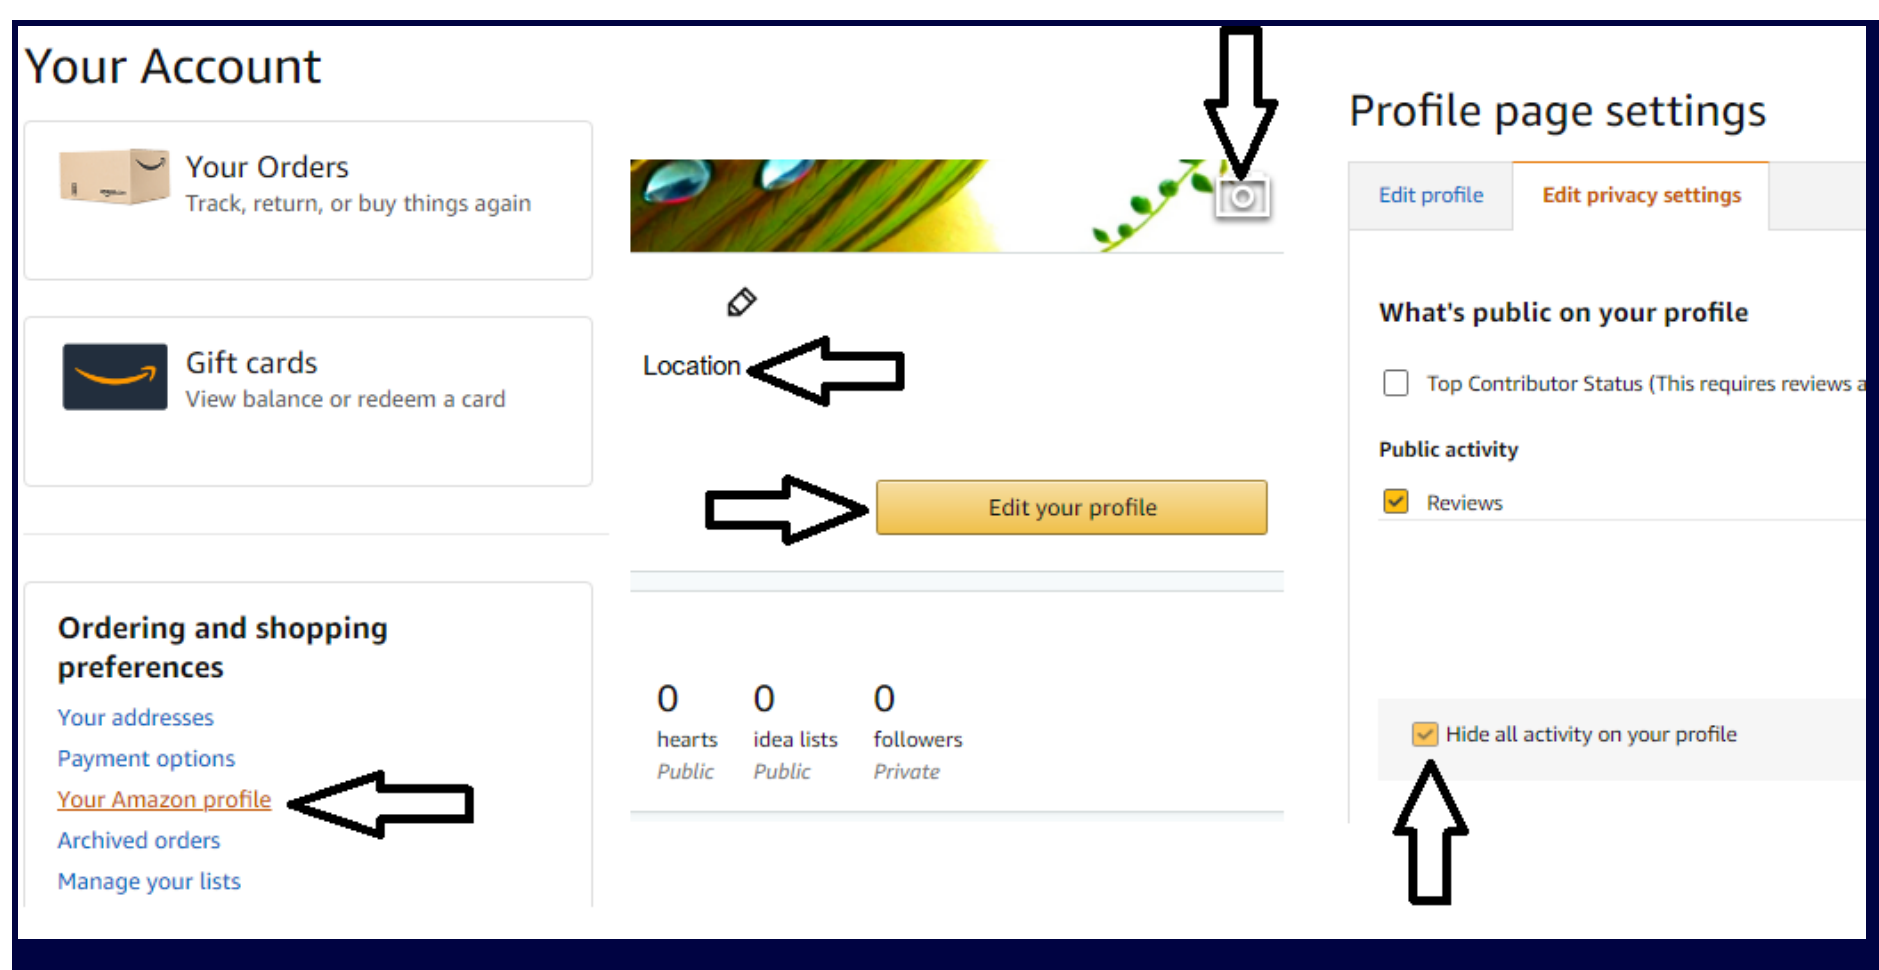 Your Account
Your Orders
Track, return, or buy things again
Gift cards
View balance or redeem a card
Ordering and shopping
preferences
Your addresses
Payment options
Your Amazon profile
Archived orders
Manage your lists
Location
Edit your profile
0 0 0
hearts idea lists followers
Public Public Private
Profile page settings
Edit profile Edit privacy settings
What's public on your profile
Top Contributor Status (This requires reviews a
Public activity
Reviews
Hide all activity on your profile